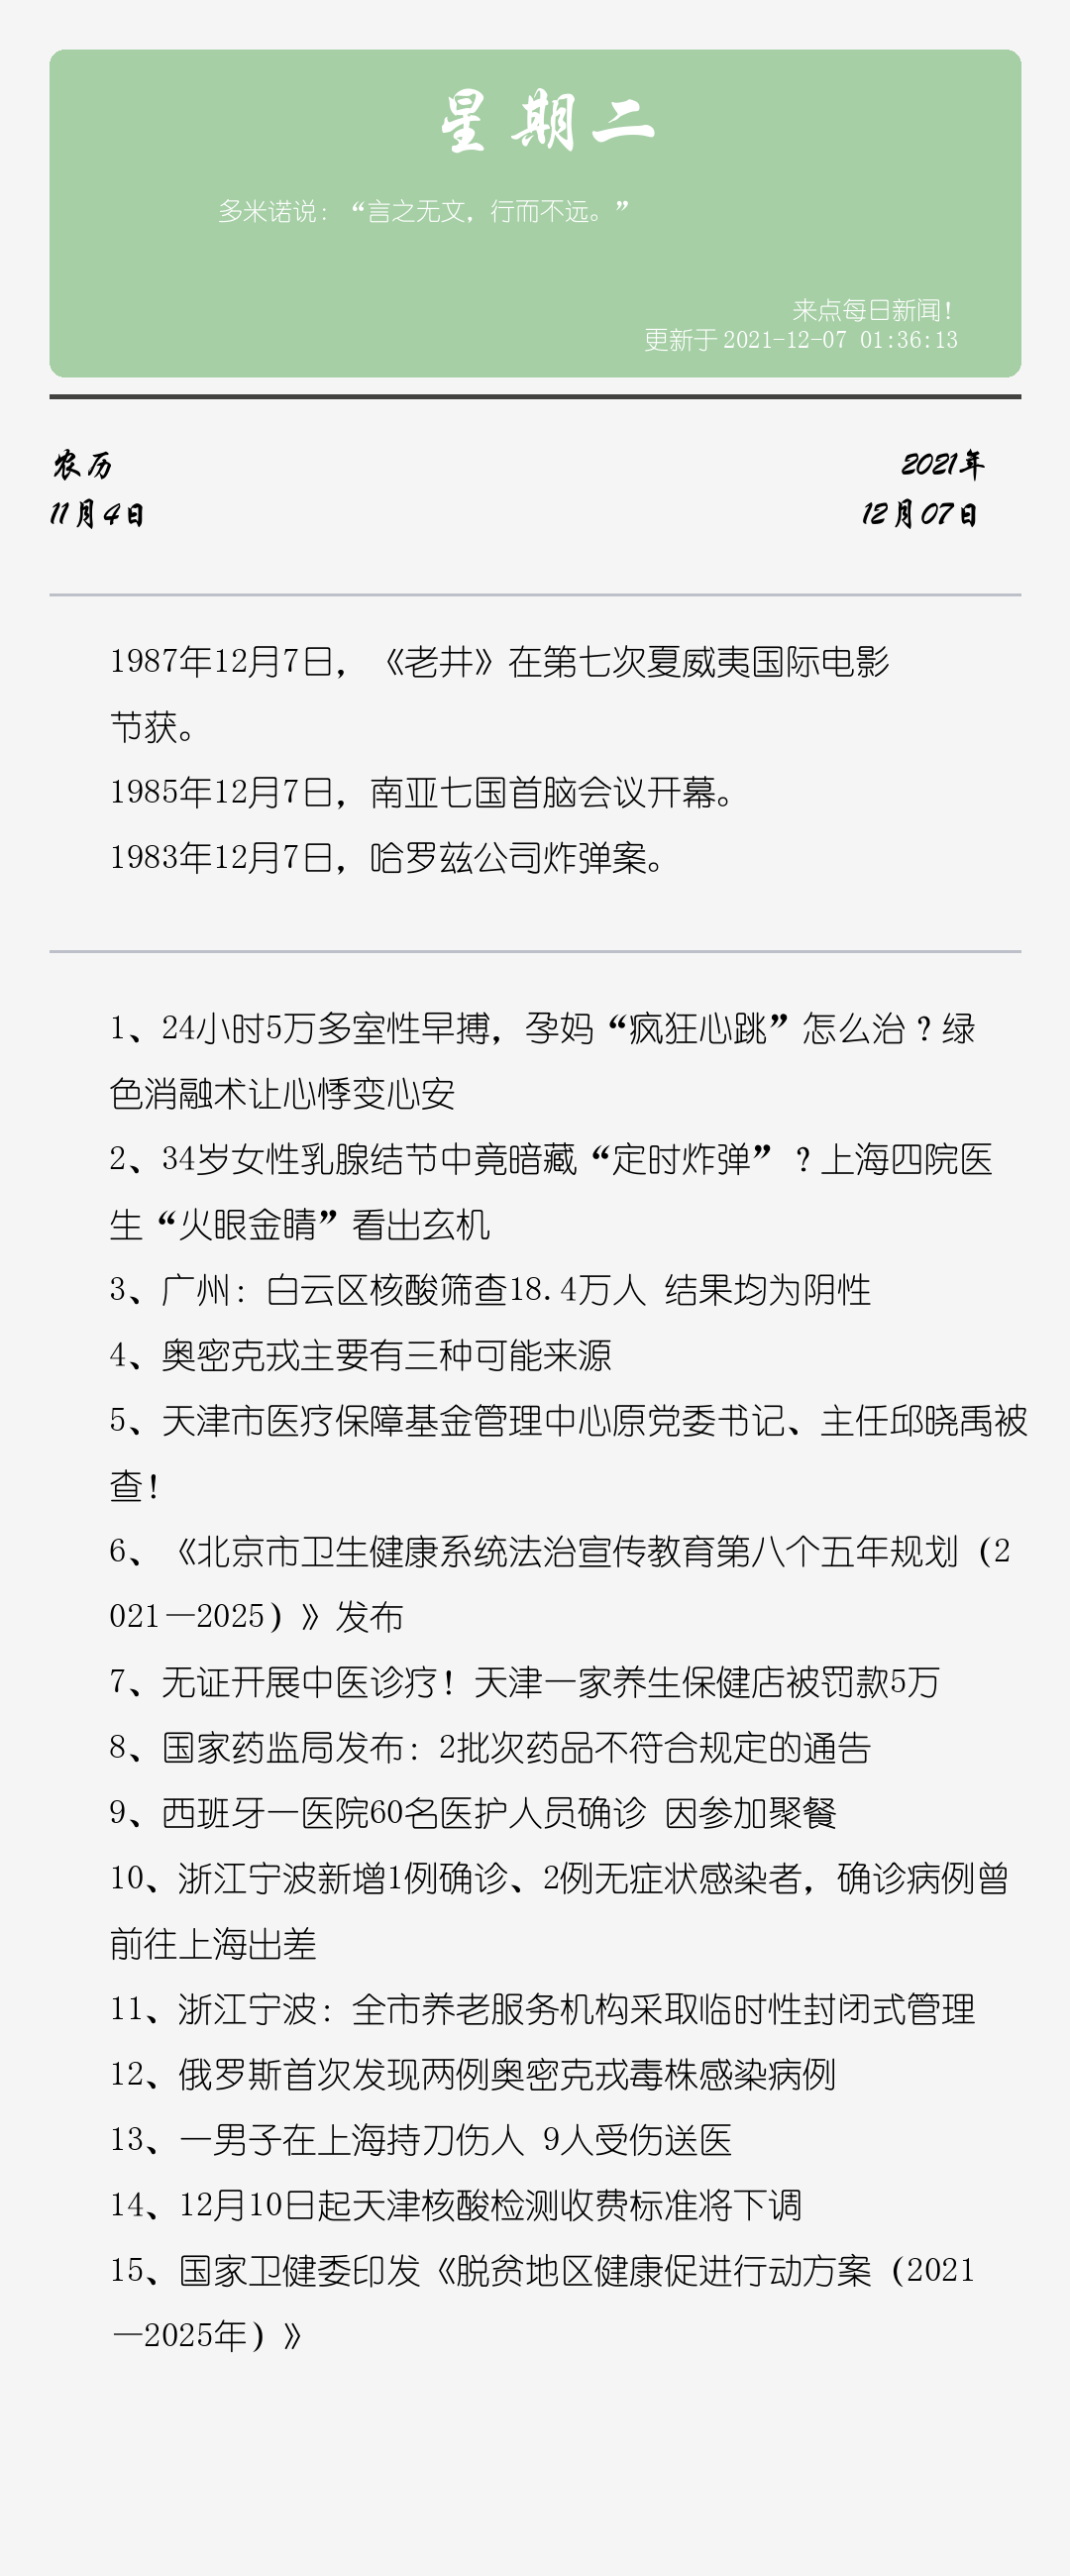 星期二
多米诺说：“言之无文，行而不远。”
来点每日新闻！
更新于 2021-12-07 01:36:13
农历
2021年
11月4日
12月07日
1987年12月7日，《老井》在第七次夏威夷国际电影
节获。
1985年12月7日，南亚七国首脑会议开幕。
1983年12月7日，哈罗兹公司炸弹案。
1、24小时5万多室性早搏，孕妈“疯狂心跳”怎么治？绿
色消融术让心悸变心安
2、34岁女性乳腺结节中竟暗藏“定时炸弹”？上海四院医
生“火眼金睛”看出玄机
3、广州：白云区核酸筛查18.4万人 结果均为阴性
4、奥密克戎主要有三种可能来源
5、天津市医疗保障基金管理中心原党委书记、主任邱晓禹被
查！
6、《北京市卫生健康系统法治宣传教育第八个五年规划（2
021—2025）》发布
7、无证开展中医诊疗！天津一家养生保健店被罚款5万
8、国家药监局发布：2批次药品不符合规定的通告
9、西班牙一医院60名医护人员确诊 因参加聚餐
10、浙江宁波新增1例确诊、2例无症状感染者，确诊病例曾
前往上海出差
11、浙江宁波：全市养老服务机构采取临时性封闭式管理
12、俄罗斯首次发现两例奥密克戎毒株感染病例
13、一男子在上海持刀伤人 9人受伤送医
14、12月10日起天津核酸检测收费标准将下调
15、国家卫健委印发《脱贫地区健康促进行动方案（2021
—2025年）》